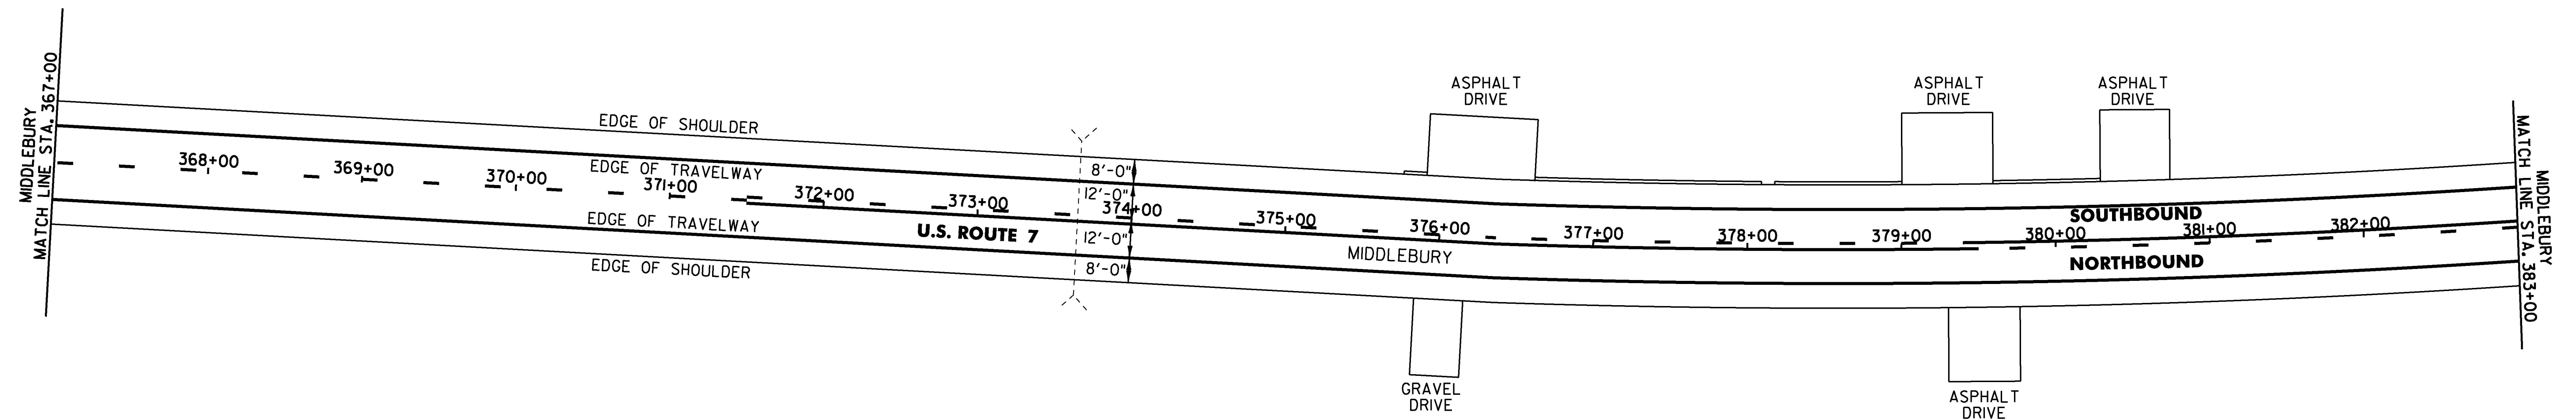 MIDDLEBURY
MATCH LINE STA. 367+00
368+00
369+00
370+00
371+00
372+00
373+00
374+00
375+00
376+00
377+00
378+00
379+00
380+00
381+00
382+00
EDGE OF SHOULDER
EDGE OF TRAVELWAY
EDGE OF TRAVELWAY
EDGE OF SHOULDER
U.S. ROUTE 7
8'-0"
12'-0"
12'-0"
8'-0"
MIDDLEBURY
ASPHALT
DRIVE
GRAVEL
DRIVE
ASPHALT
DRIVE
ASPHALT
DRIVE
SOUTHBOUND
NORTHBOUND
ASPHALT
DRIVE
MIDDLEBURY
MATCH LINE STA. 383+00